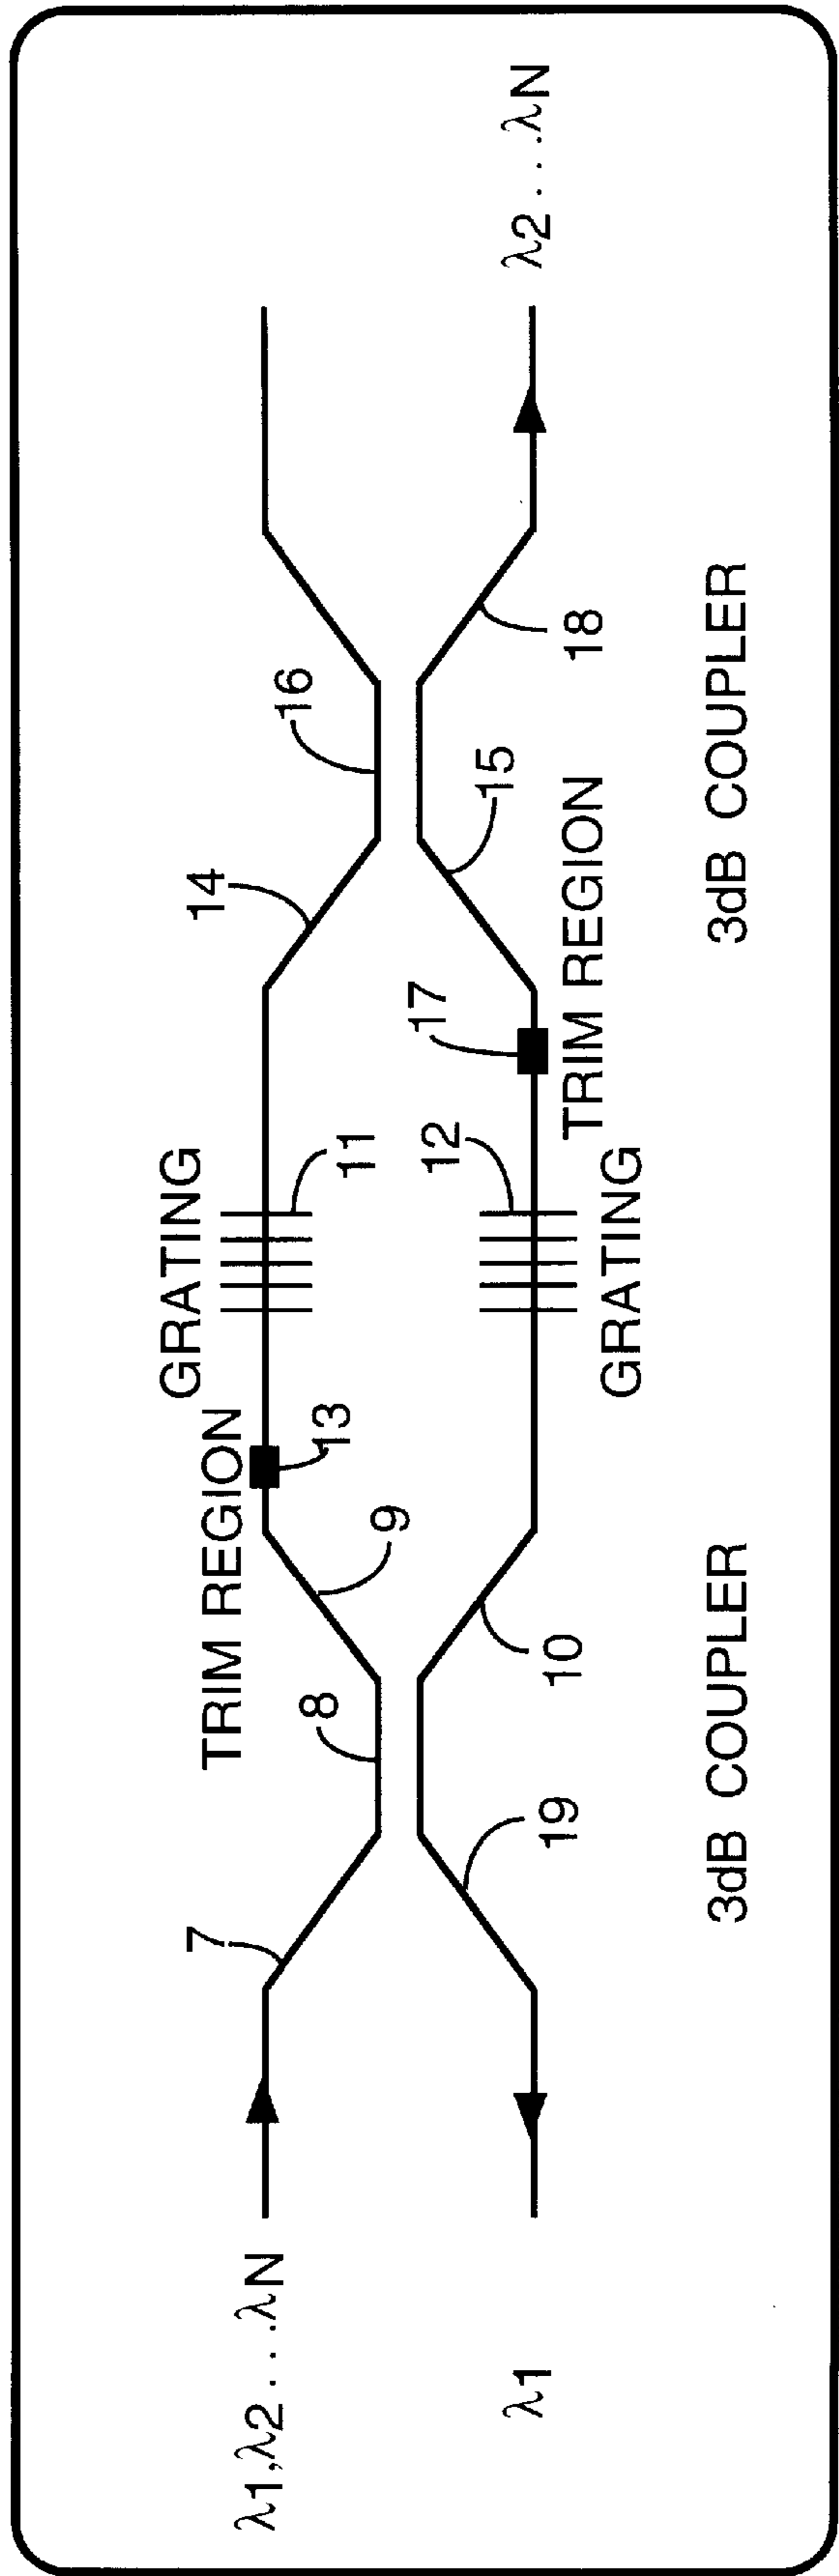 GRATING
TRIM REGION
14
16
7
8
9
13
11
λ1,λ2...λN
λ2...λN
17
12
15
λ1
19
10
TRIM REGION
18
GRATING
3dB COUPLER
3dB COUPLER